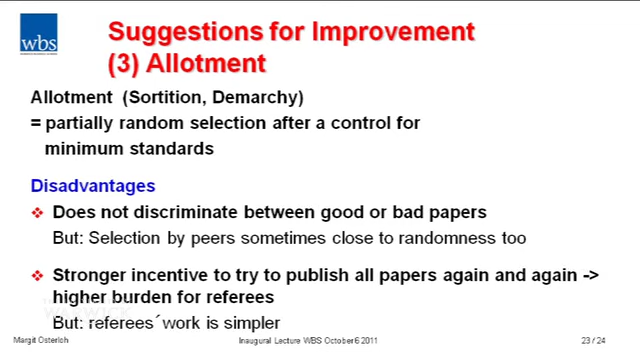 wbs
Suggestions for Improvement
(3) Allotment
Allotment (Sortition, Demarchy)
= partially random selection after a control for
minimum standards
Disadvantages
Does not discriminate between good or bad papers
But: Selection by peers sometimes close to randomness too
Stronger incentive to try to publish all papers again and again ->
higher burden for referees
But: referees´work is simpler
WARWICK
Margit Osterloh
Inaugural Lecture WBS October 6 2011
23 / 24